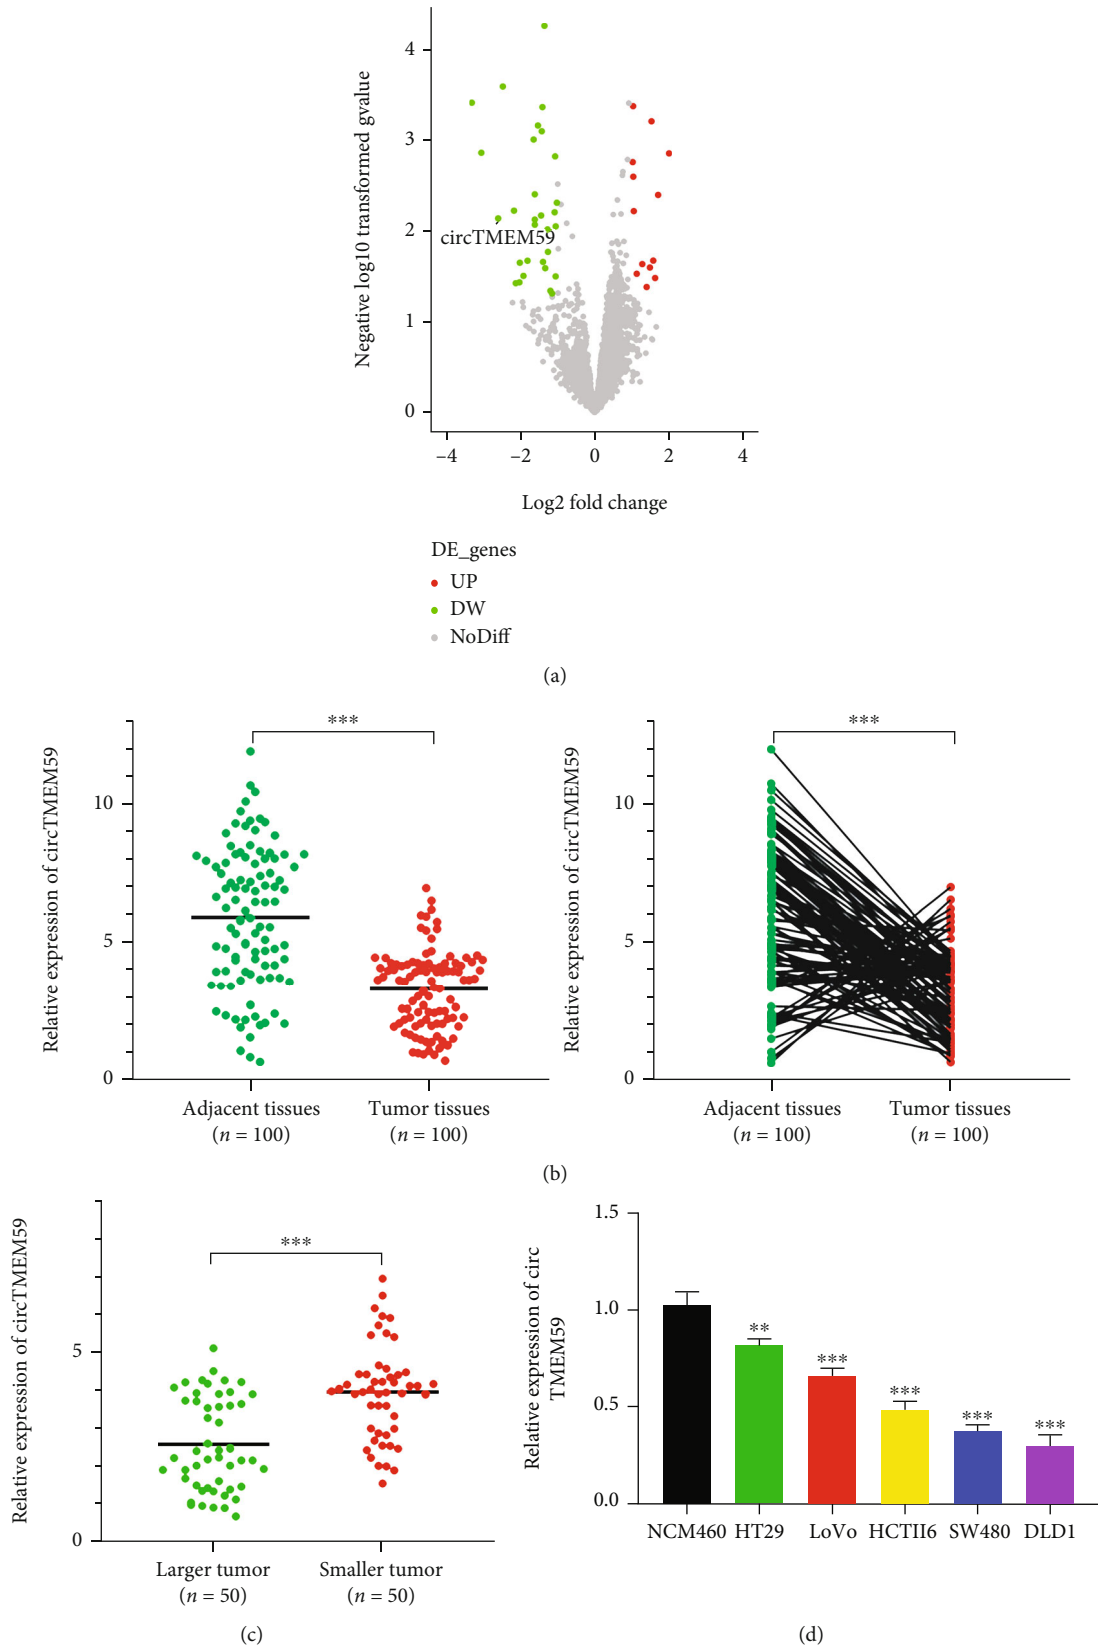 4
3
2
1
0
Negative log10 transformed gvalue
circTMEM59
−4 −2 0 2 4
Log2 fold change
DE_genes
UP
DW
NoDiff
(a)
***
10
5
0
Relative expression of circTMEM59
Adjacent tissues Tumor tissues
(n = 100) (n = 100)
***
10
5
0
Relative expression of circTMEM59
Adjacent tissues Tumor tissues
(n = 100) (n = 100)
(b)
***
5
0
Relative expression of circTMEM59
Larger tumor Smaller tumor
(n = 50) (n = 50)
(c)
1.5
1.0
0.5
0.0
Relative expression of circ
TMEM59
** *** *** *** ***
NCM460 HT29 LoVo HCTII6 SW480 DLD1
(d)